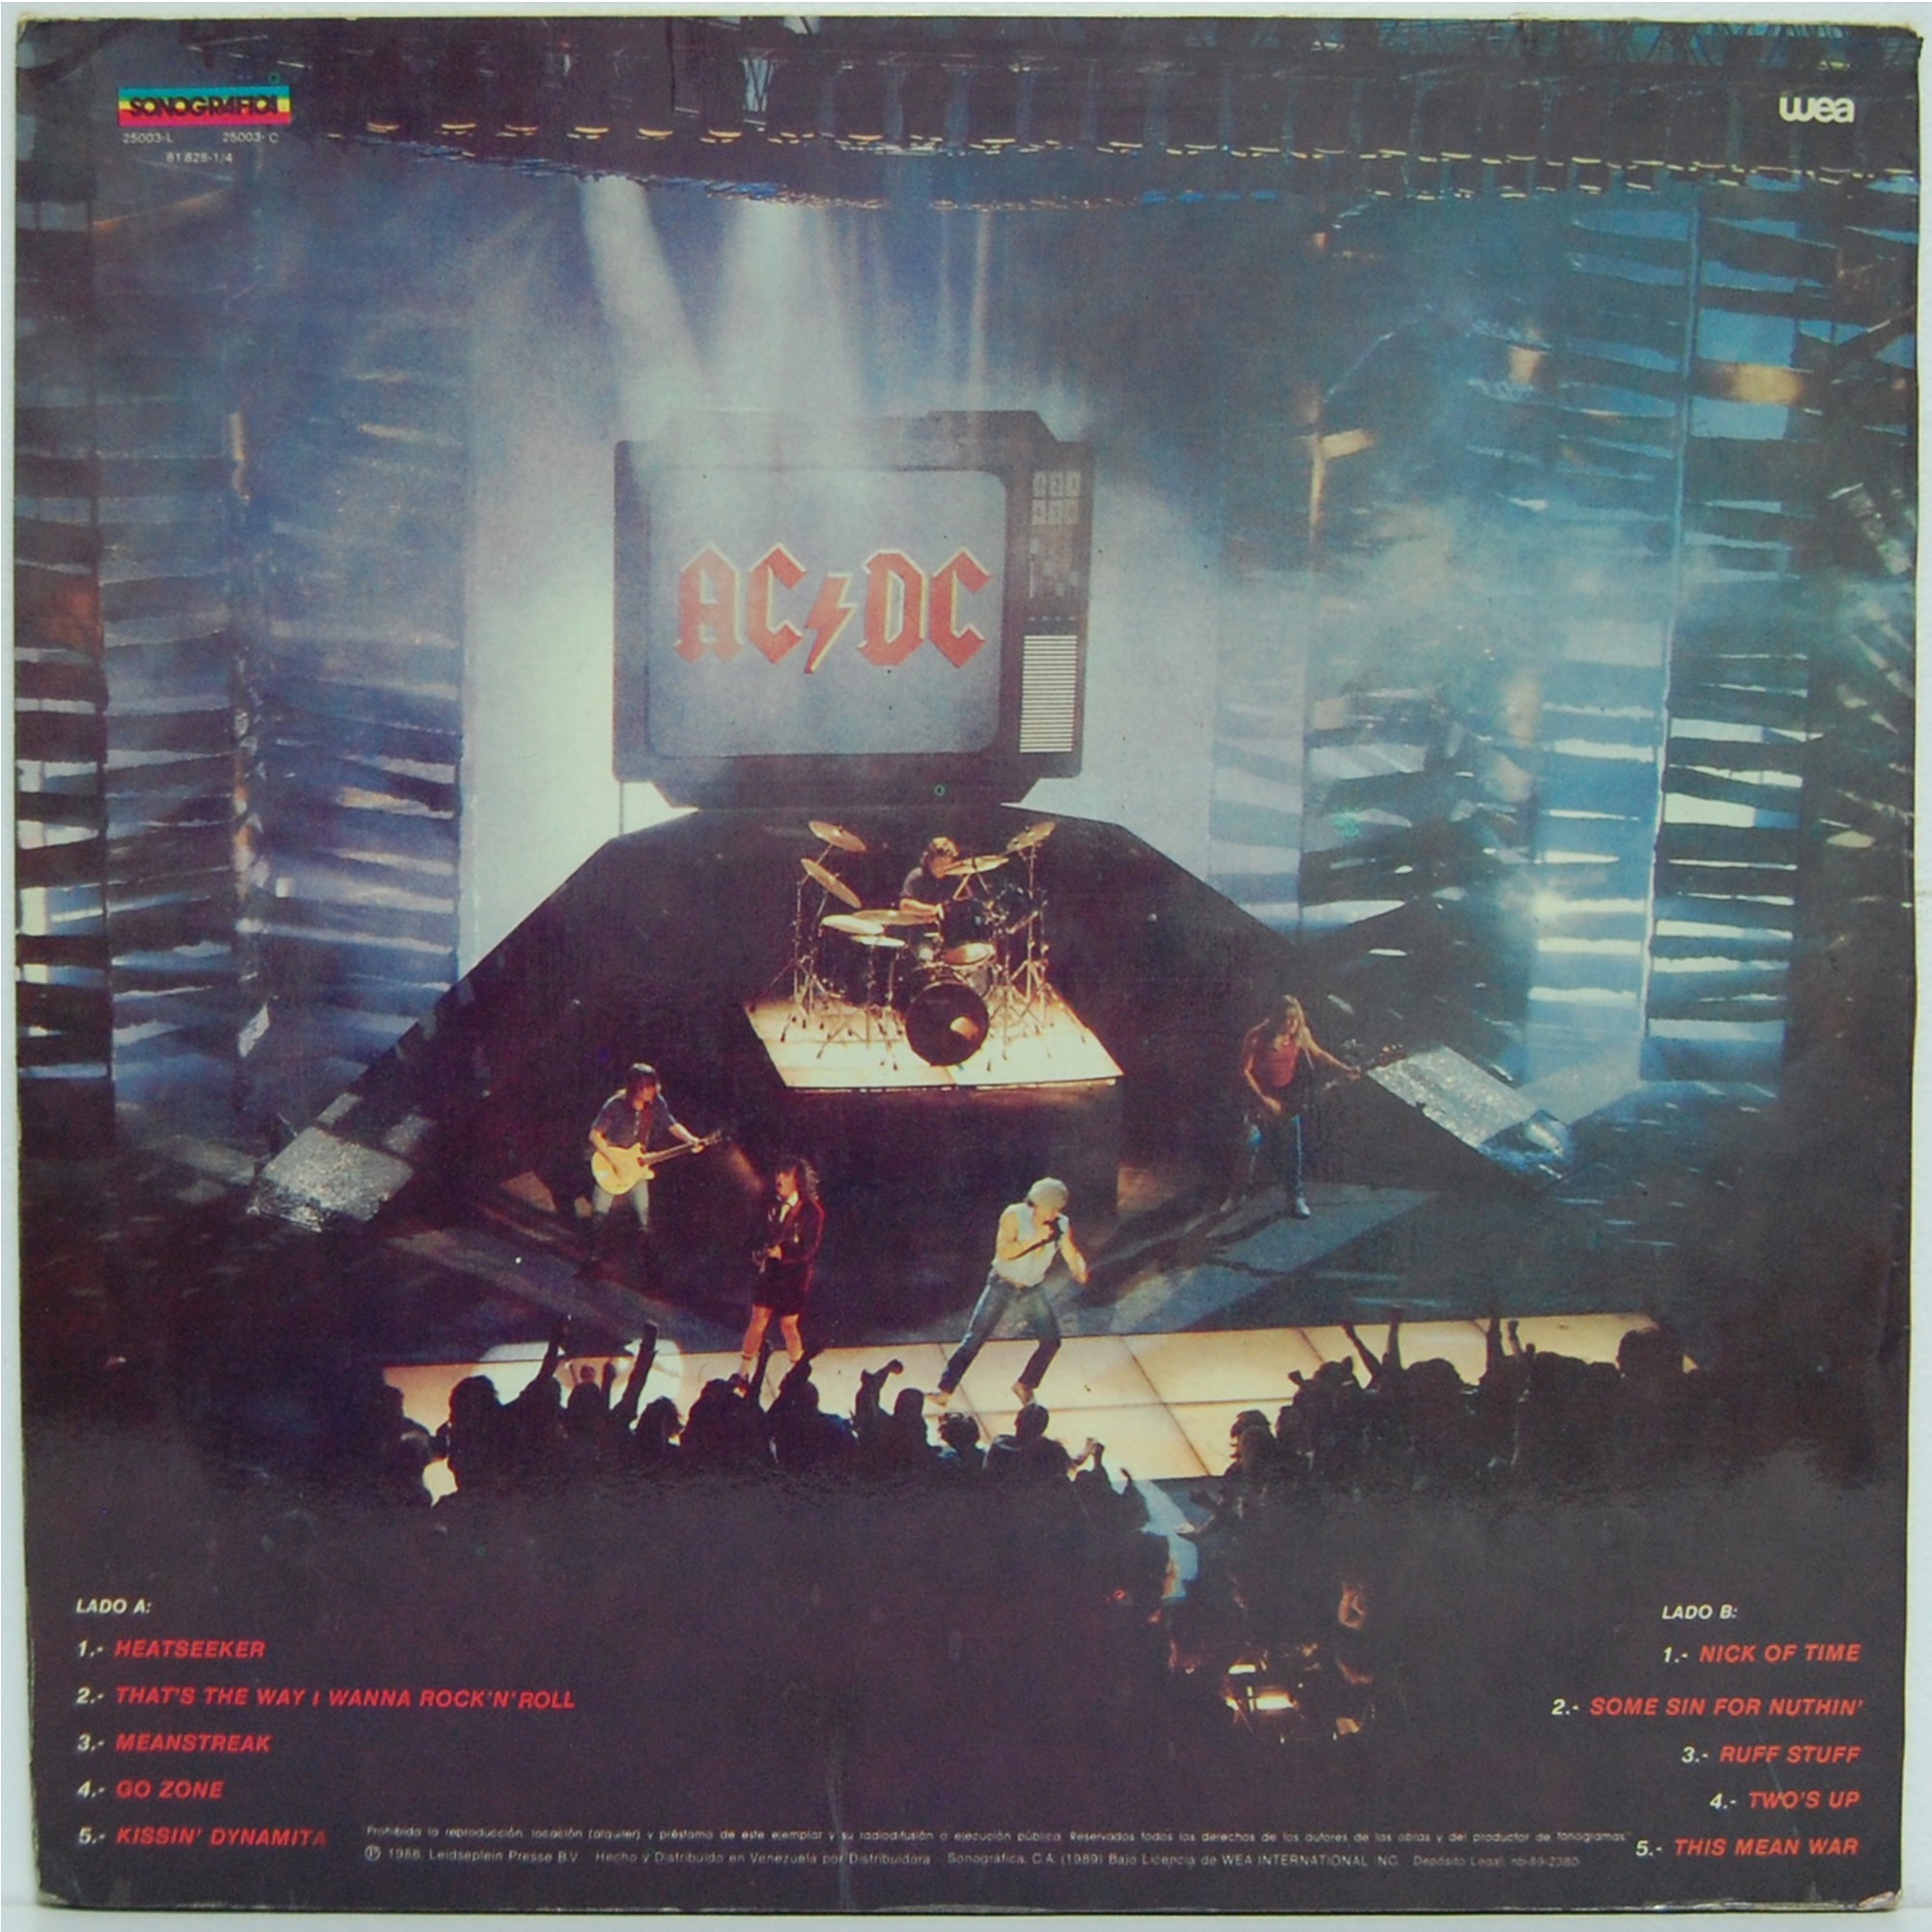 SONOGRAFICA
25003-L 25003-C
81 828-1/4
wea
AC DC
LADO A:
1.- HEATSEEKER
2.- THAT'S THE WAY I WANNA ROCK'N'ROLL
3.- MEANSTREAK
4.- GO ZONE
5.- KISSIN' DYNAMITA
LADO B:
1.- NICK OF TIME
2.- SOME SIN FOR NUTHIN'
3.- RUFF STUFF
4.- TWO'S UP
5.- THIS MEAN WAR
"Prohibida la reproducción, locación (alquiler) y préstamo de este ejemplar y su radiodifusión o ejecución pública. Reservados todos los derechos de los autores de las obras y del productor de fonogramas"
Ⓟ 1988. Leidseplein Presse B.V. Hecho y Distribuido en Venezuela por Distribuidora Sonográfica, C.A. (1989) Bajo Licencia de WEA INTERNATIONAL INC. Depósito Legal: nb-89-2380